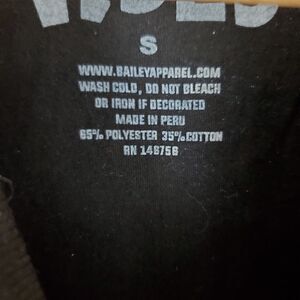 S
WWW.BAILEYAPPAREL.COM
WASH COLD, DO NOT BLEACH
OR IRON IF DECORATED
MADE IN PERU
65% POLYESTER 35% COTTON
RN 148756